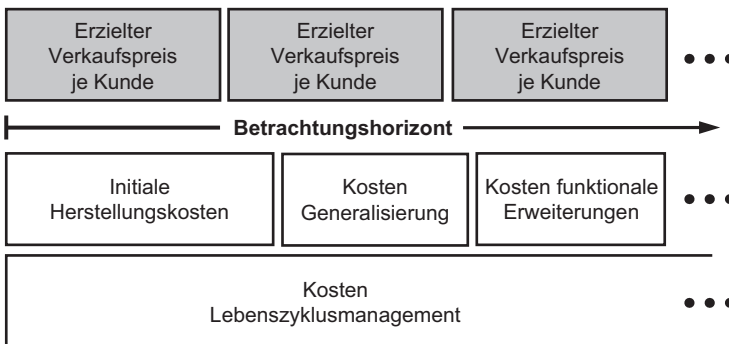 Erzielter
Verkaufspreis
je Kunde
Erzielter
Verkaufspreis
je Kunde
Erzielter
Verkaufspreis
je Kunde
Betrachtungshorizont
Initiale
Herstellungskosten
Kosten
Generalisierung
Kosten funktionale
Erweiterungen
Kosten
Lebenszyklusmanagement